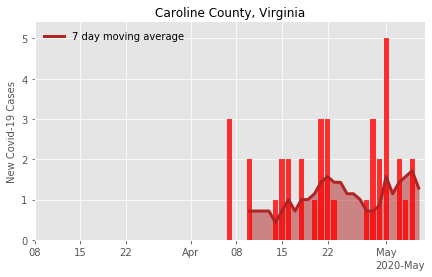 Caroline County, Virginia
7 day moving average
New Covid-19 Cases
5
4
3
2
1
0
08 15 22 Apr 08 15 22 May
2020-May